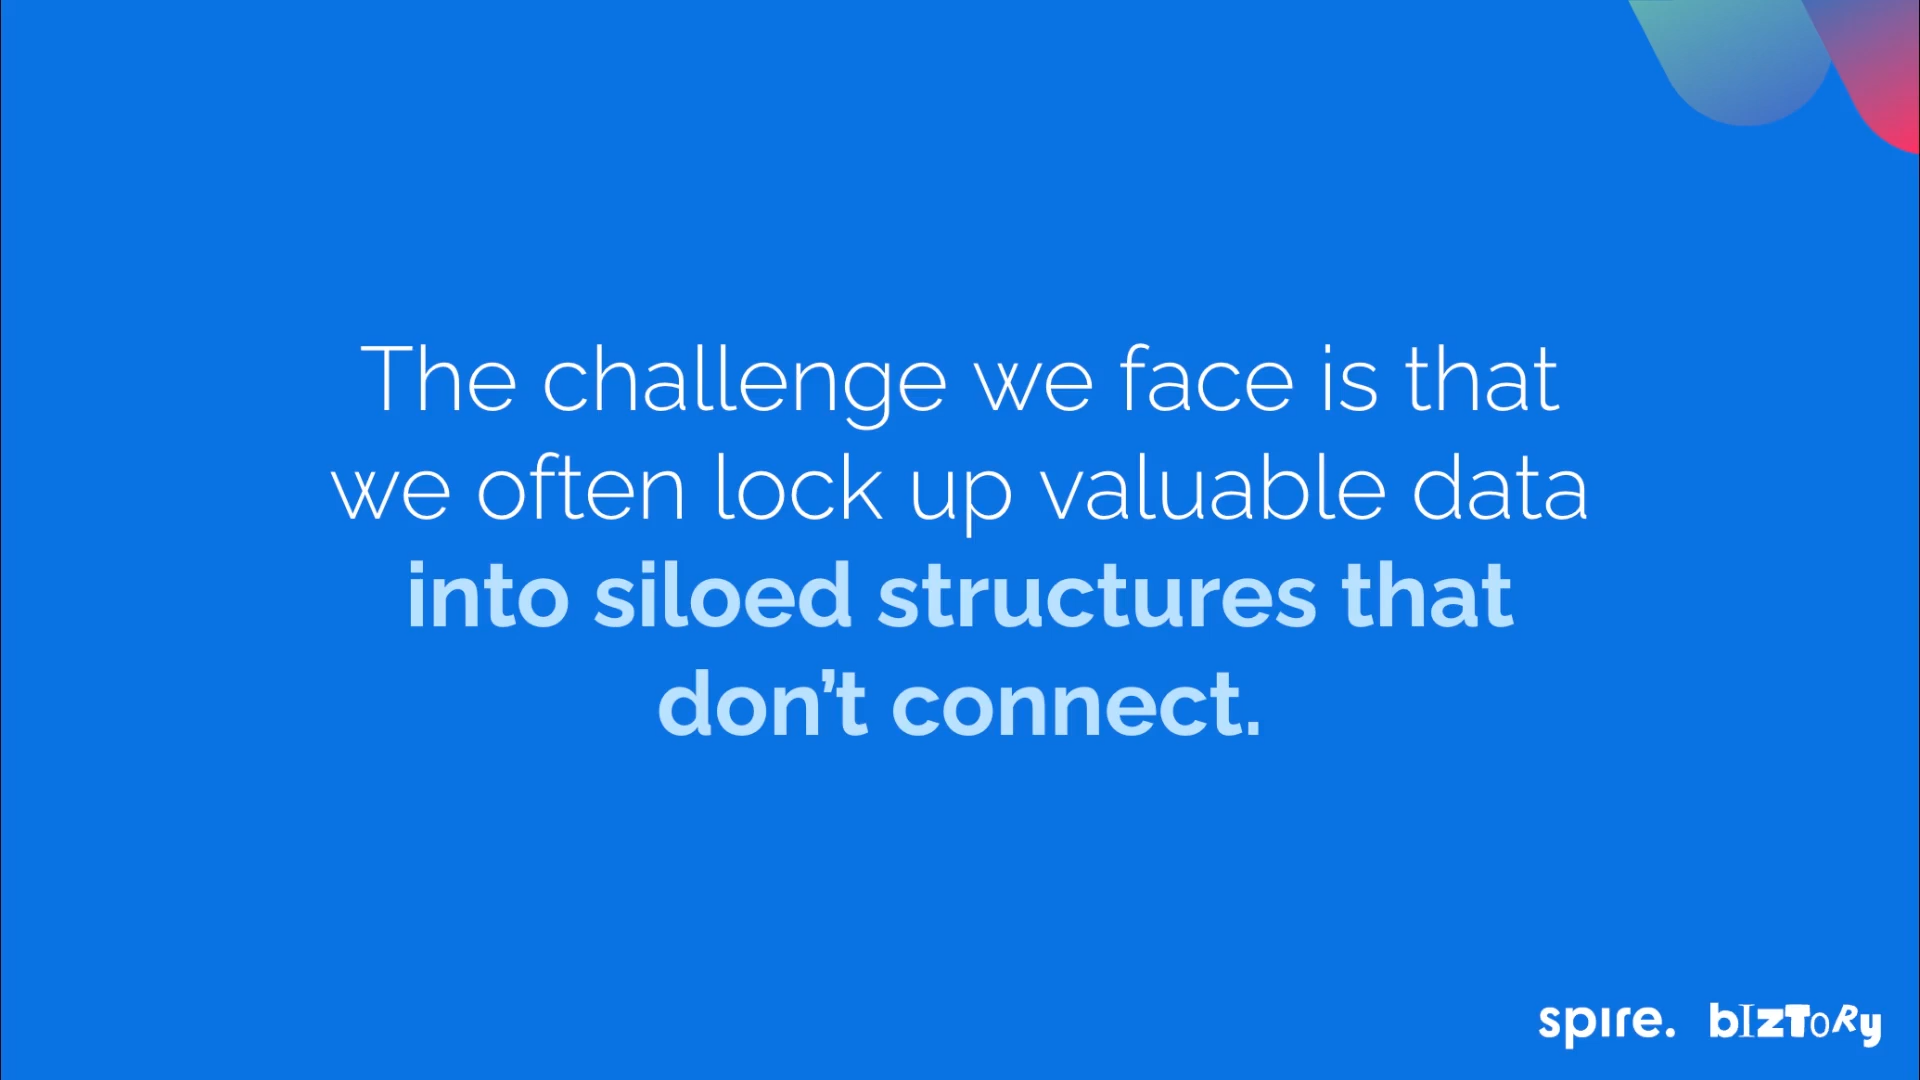 The challenge we face is that
we often lock up valuable data
into siloed structures that
don’t connect.
spire. bIzToRy